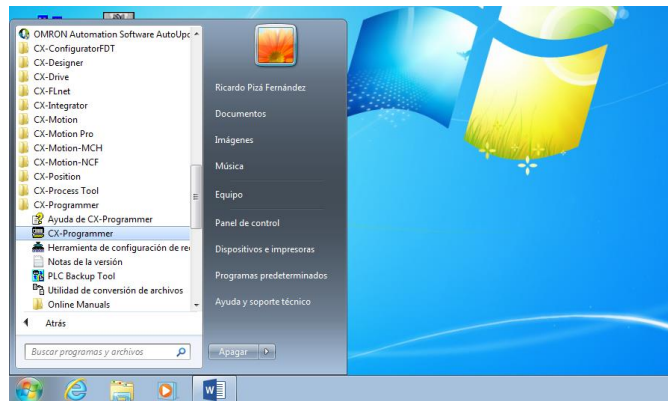 OMRON Automation Software AutoUpc
CX-ConfiguratorFDT
CX-Designer
CX-Drive
CX-FLnet
CX-Integrator
CX-Motion
CX-Motion Pro
CX-Motion-MCH
CX-Motion-NCF
CX-Position
CX-Process Tool
CX-Programmer
Ayuda de CX-Programmer
CX-Programmer
Herramienta de configuración de re
Notas de la versión
PLC Backup Tool
Utilidad de conversión de archivos
Online Manuals
Atrás
Buscar programas y archivos
Ricardo Pizá Fernández
Documentos
Imágenes
Música
Equipo
Panel de control
Dispositivos e impresoras
Programas predeterminados
Ayuda y soporte técnico
Apagar